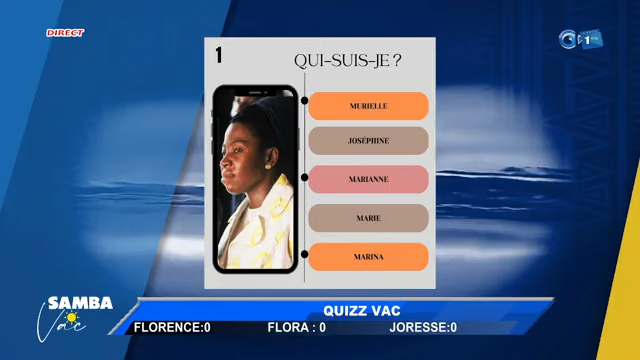 DIRECT
G 1ère
1
QUI-SUIS-JE ?
MURIELLE
JOSÉPHINE
MARIANNE
MARIE
MARINA
SAMBA
Vac
QUIZZ VAC
FLORENCE:0 FLORA : 0 JORESSE:0